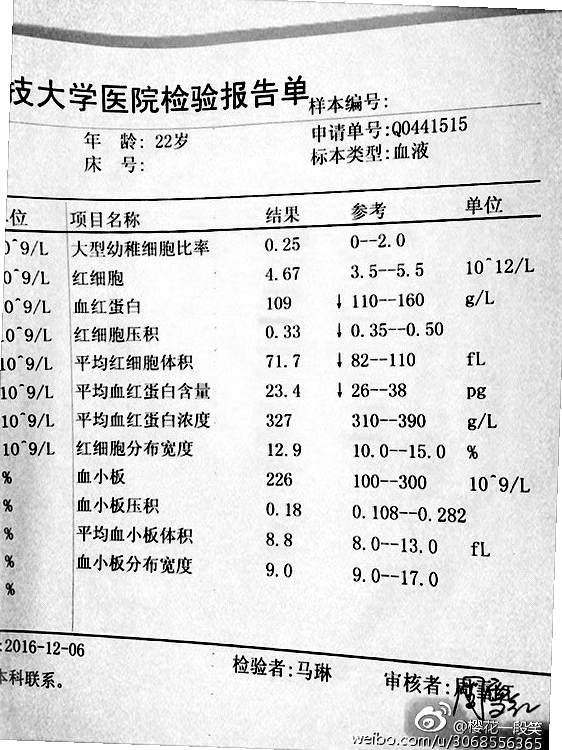 技大学医院检验报告单 样本编号:
年 龄: 22岁 申请单号:Q0441515
床 号: 标本类型:血液
位 项目名称 结果 参考 单位
0^9/L 大型幼稚细胞比率 0.25 0--2.0
0^9/L 红细胞 4.67 3.5--5.5 10^12/L
0^9/L 血红蛋白 109 ↓ 110--160 g/L
10^9/L 红细胞压积 0.33 ↓ 0.35--0.50
10^9/L 平均红细胞体积 71.7 ↓ 82--110 fL
10^9/L 平均血红蛋白含量 23.4 ↓ 26--38 pg
10^9/L 平均血红蛋白浓度 327 310--390 g/L
10^9/L 红细胞分布宽度 12.9 10.0--15.0 %
% 血小板 226 100--300 10^9/L
% 血小板压积 0.18 0.108--0.282
% 平均血小板体积 8.8 8.0--13.0 fL
% 血小板分布宽度 9.0 9.0--17.0
%
:2016-12-06 检验者:马琳 审核者:周
本科联系。
@樱花一段笑
weibo.com/u/3068556365